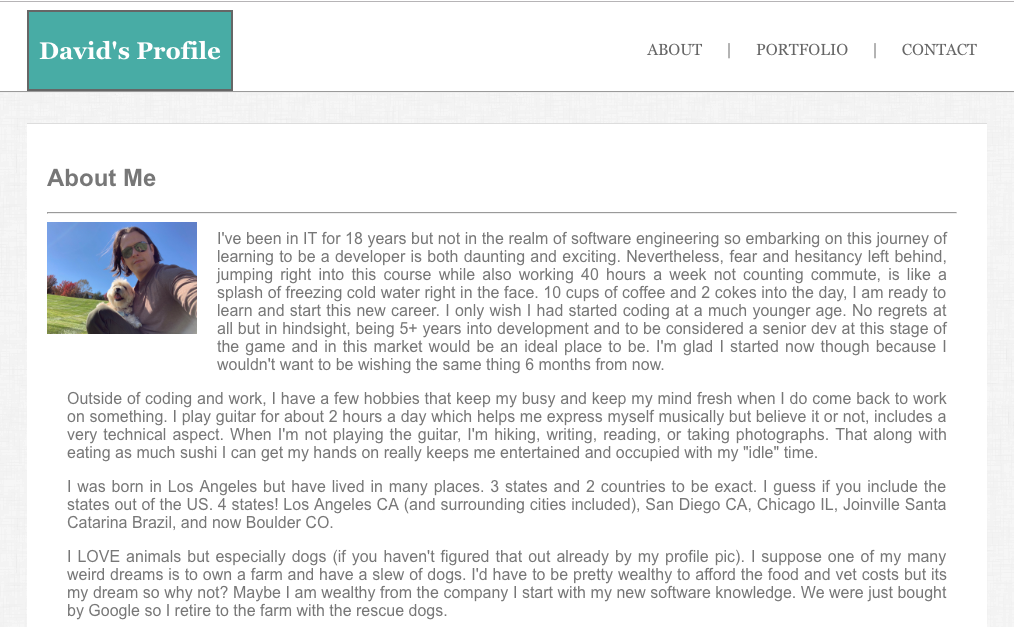 David's Profile
ABOUT | PORTFOLIO | CONTACT
About Me
I've been in IT for 18 years but not in the realm of software engineering so embarking on this journey of
learning to be a developer is both daunting and exciting. Nevertheless, fear and hesitancy left behind,
jumping right into this course while also working 40 hours a week not counting commute, is like a
splash of freezing cold water right in the face. 10 cups of coffee and 2 cokes into the day, I am ready to
learn and start this new career. I only wish I had started coding at a much younger age. No regrets at
all but in hindsight, being 5+ years into development and to be considered a senior dev at this stage of
the game and in this market would be an ideal place to be. I'm glad I started now though because I
wouldn't want to be wishing the same thing 6 months from now.
Outside of coding and work, I have a few hobbies that keep my busy and keep my mind fresh when I do come back to work
on something. I play guitar for about 2 hours a day which helps me express myself musically but believe it or not, includes a
very technical aspect. When I'm not playing the guitar, I'm hiking, writing, reading, or taking photographs. That along with
eating as much sushi I can get my hands on really keeps me entertained and occupied with my "idle" time.
I was born in Los Angeles but have lived in many places. 3 states and 2 countries to be exact. I guess if you include the
states out of the US. 4 states! Los Angeles CA (and surrounding cities included), San Diego CA, Chicago IL, Joinville Santa
Catarina Brazil, and now Boulder CO.
I LOVE animals but especially dogs (if you haven't figured that out already by my profile pic). I suppose one of my many
weird dreams is to own a farm and have a slew of dogs. I'd have to be pretty wealthy to afford the food and vet costs but its
my dream so why not? Maybe I am wealthy from the company I start with my new software knowledge. We were just bought
by Google so I retire to the farm with the rescue dogs.